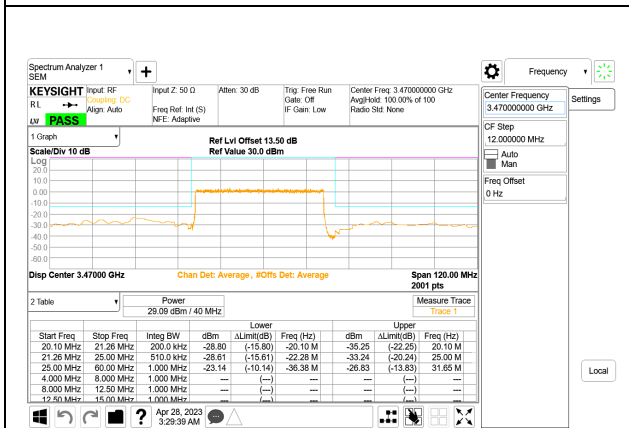 Spectrum Analyzer 1
SEM
Frequency
KEYSIGHT Input: RF Input Z: 50 Ω Atten: 30 dB Trig: Free Run Center Freq: 3.470000000 GHz
R L Coupling: DC Gate: Off Avg|Hold: 100.00% of 100
Align: Auto Freq Ref: Int (S) IF Gain: Low Radio Std: None
LXI PASS NFE: Adaptive
Center Frequency
3.470000000 GHz
Settings
CF Step
12.000000 MHz
Auto
Man
Freq Offset
0 Hz
Local
1 Graph
Scale/Div 10 dB
Ref Lvl Offset 13.50 dB
Ref Value 30.0 dBm
Log
20.0
10.0
0.00
-10.0
-20.0
-30.0
-40.0
-50.0
-60.0
Disp Center 3.47000 GHz Chan Det: Average , #Offs Det: Average Span 120.00 MHz
2001 pts
2 Table
Power
29.09 dBm / 40 MHz
Measure Trace
Trace 1
Lower Upper
Start Freq Stop Freq Integ BW dBm ΔLimit(dB) Freq (Hz) dBm ΔLimit(dB) Freq (Hz)
20.10 MHz 21.26 MHz 200.0 kHz -28.80 (-15.80) -20.10 M -35.25 (-22.25) 20.10 M
21.26 MHz 25.00 MHz 510.0 kHz -28.61 (-15.61) -22.28 M -33.24 (-20.24) 25.00 M
25.00 MHz 60.00 MHz 1.000 MHz -23.14 (-10.14) -36.38 M -26.83 (-13.83) 31.65 M
4.000 MHz 8.000 MHz 1.000 MHz --- (---) --- --- (---) ---
8.000 MHz 12.50 MHz 1.000 MHz --- (---) --- --- (---) ---
12.50 MHz 15.00 MHz 1.000 MHz --- (---) --- --- (---) ---
? Apr 28, 2023
3:29:39 AM